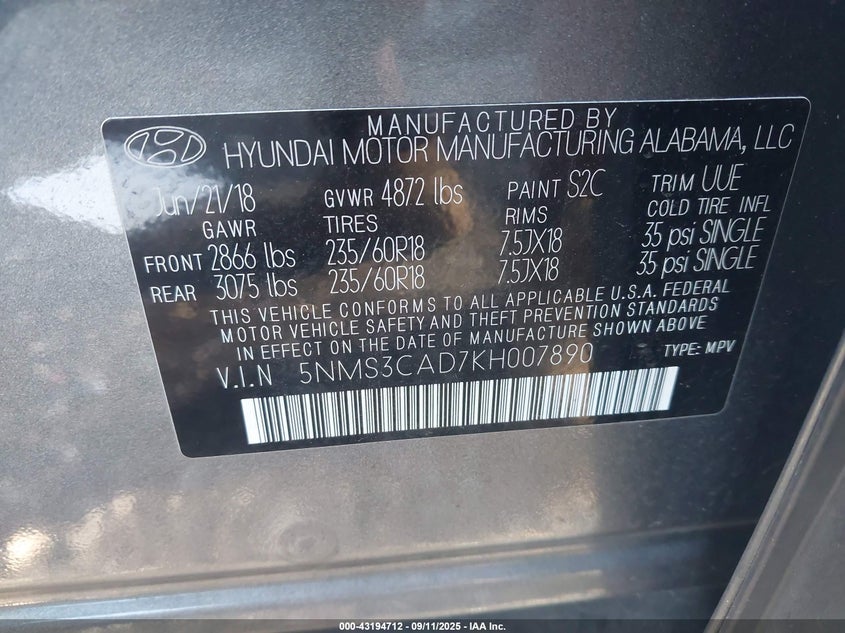 MANUFACTURED BY
HYUNDAI MOTOR MANUFACTURING ALABAMA, LLC
Jun/21/18 GVWR 4872 lbs PAINT S2C TRIM UUE
GAWR TIRES RIMS COLD TIRE INFL
FRONT 2866 lbs 235/60R18 7.5JX18 35 psi SINGLE
REAR 3075 lbs 235/60R18 7.5JX18 35 psi SINGLE
THIS VEHICLE CONFORMS TO ALL APPLICABLE U.S.A. FEDERAL
MOTOR VEHICLE SAFETY AND THEFT PREVENTION STANDARDS
IN EFFECT ON THE DATE OF MANUFACTURE SHOWN ABOVE
V.I.N 5NMS3CAD7KH007890 TYPE: MPV
000-43194712 - 09/11/2025 - IAA Inc.